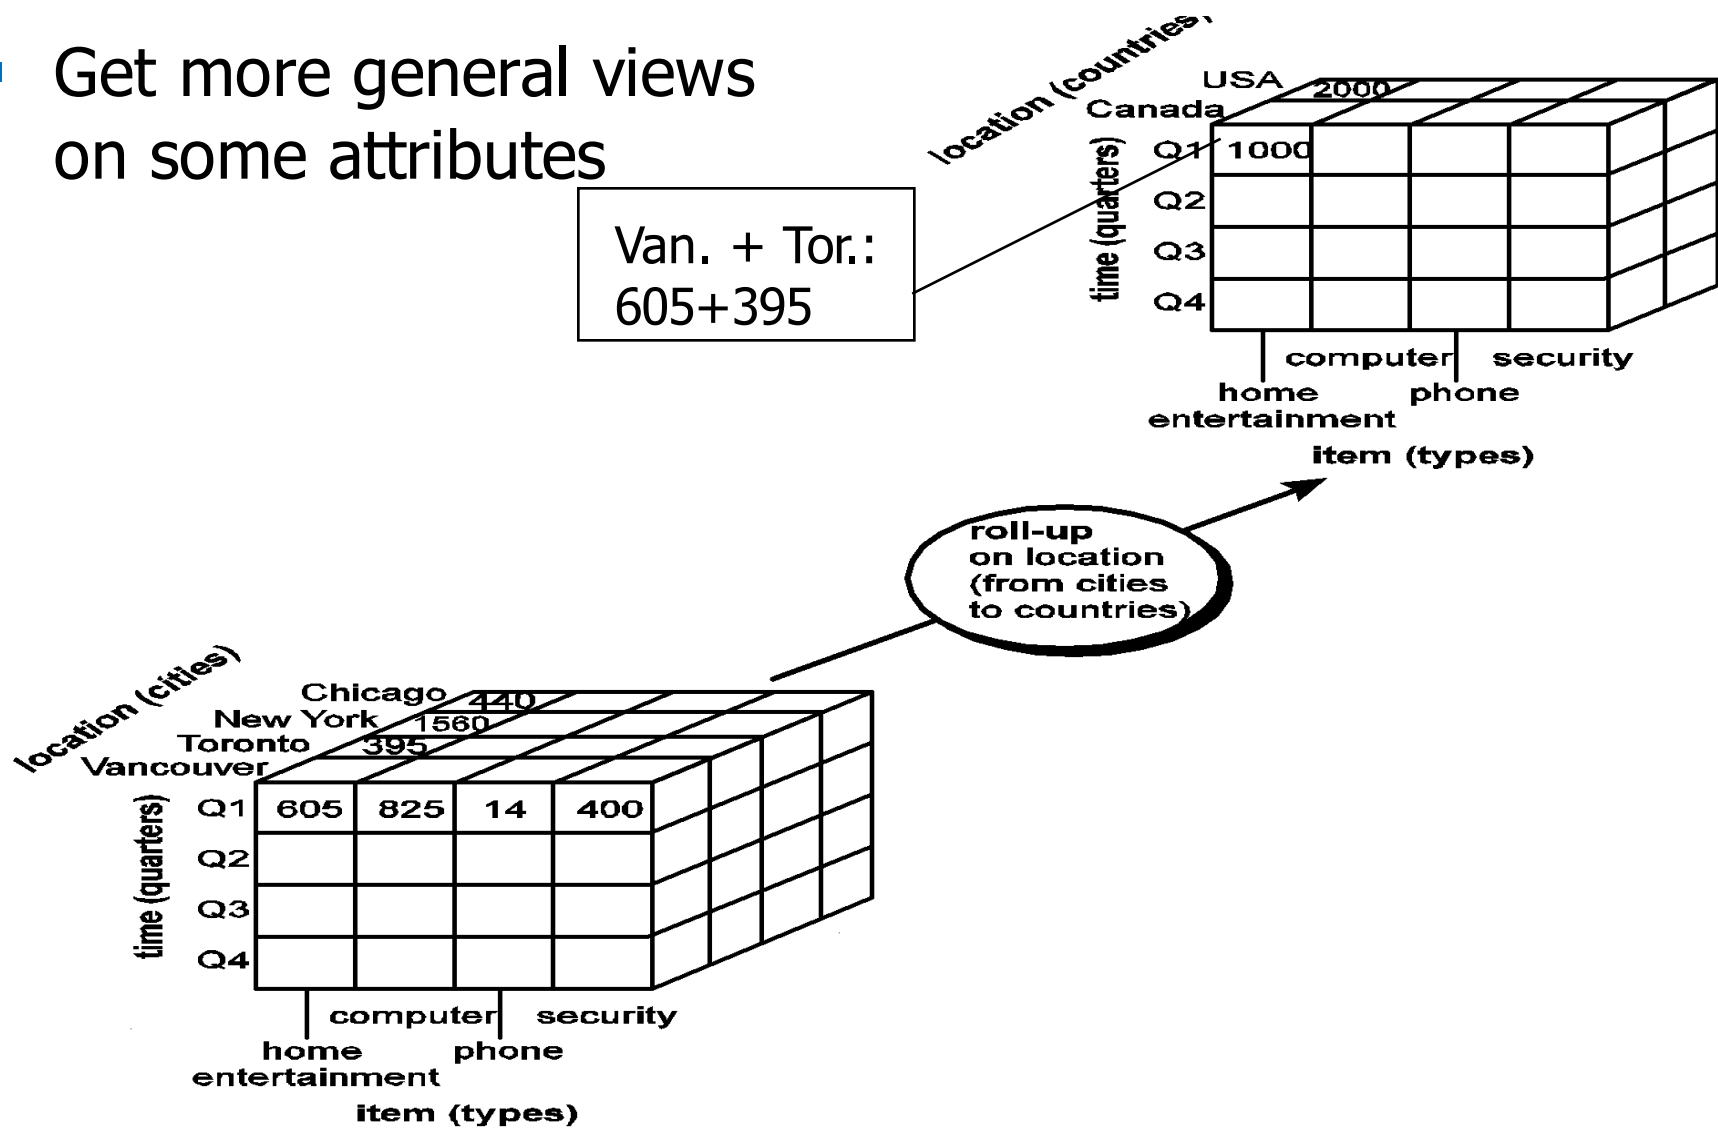 Get more general views
on some attributes
Van. + Tor.:
605+395
location (countries)
USA
2000
Canada
time (quarters)
Q1
1000
Q2
Q3
Q4
computer
security
home
phone
entertainment
item (types)
roll-up
on location
(from cities
to countries)
location (cities)
Chicago
440
New York
1560
Toronto
395
Vancouver
time (quarters)
Q1
605
825
14
400
Q2
Q3
Q4
computer
security
home
phone
entertainment
item (types)